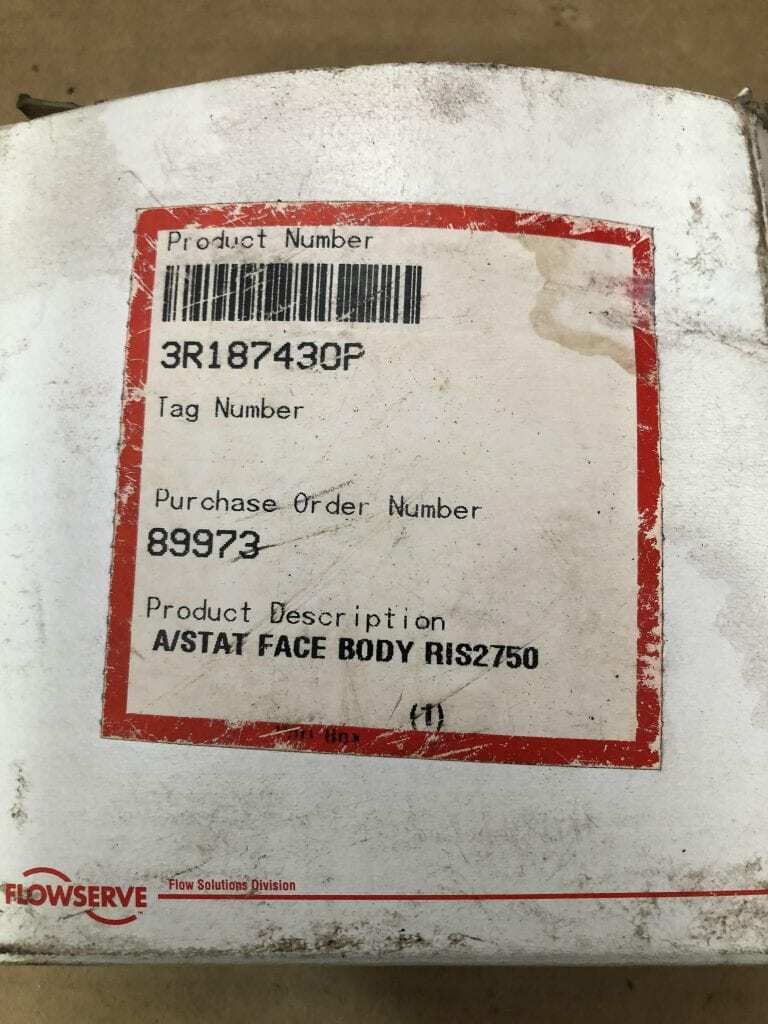 Product Number
3R187430P
Tag Number
Purchase Order Number
89973
Product Description
A/STAT FACE BODY RIS2750
(1)
FLOWSERVE
Flow Solutions Division